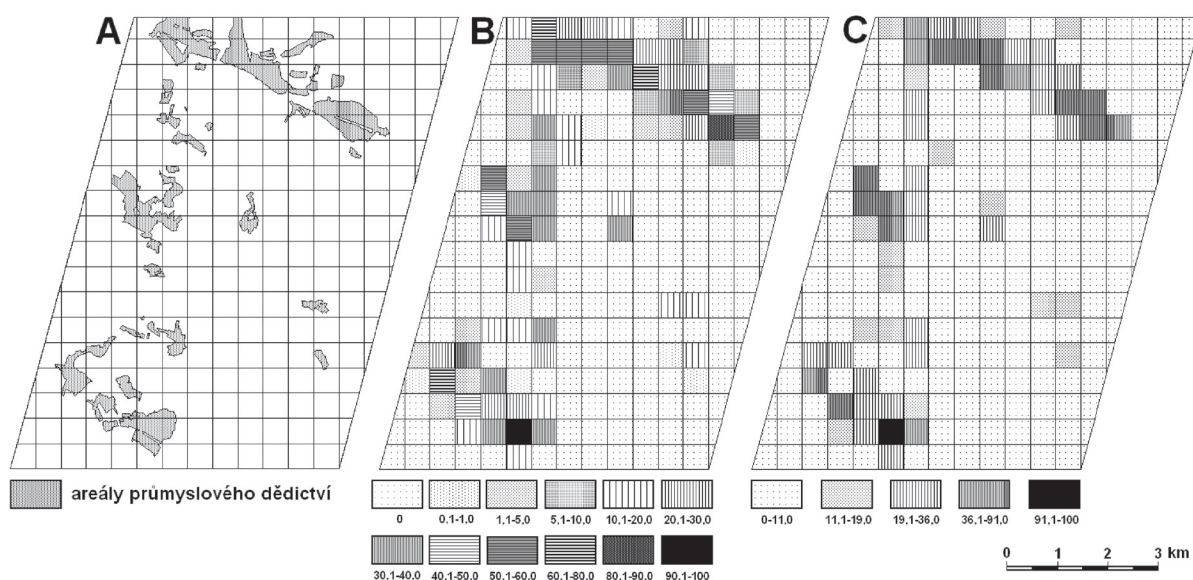 A B C
areály průmyslového dědictví
0 0,1-1,0 1,1-5,0 5,1-10,0 10,1-20,0 20,1-30,0
30,1-40,0 40,1-50,0 50,1-60,0 60,1-80,0 80,1-90,0 90,1-100
0-11,0 11,1-19,0 19,1-36,0 36,1-91,0 91,1-100
0 1 2 3 km